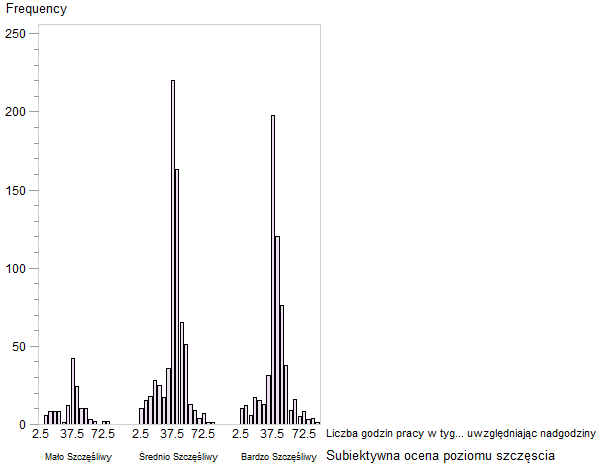 Frequency
250
200
150
100
50
0
2.5 37.5 72.5 2.5 37.5 72.5 2.5 37.5 72.5 Liczba godzin pracy w tyg... uwzględniając nadgodziny
Mało Szczęśliwy Średnio Szczęśliwy Bardzo Szczęśliwy Subiektywna ocena poziomu szczęscia